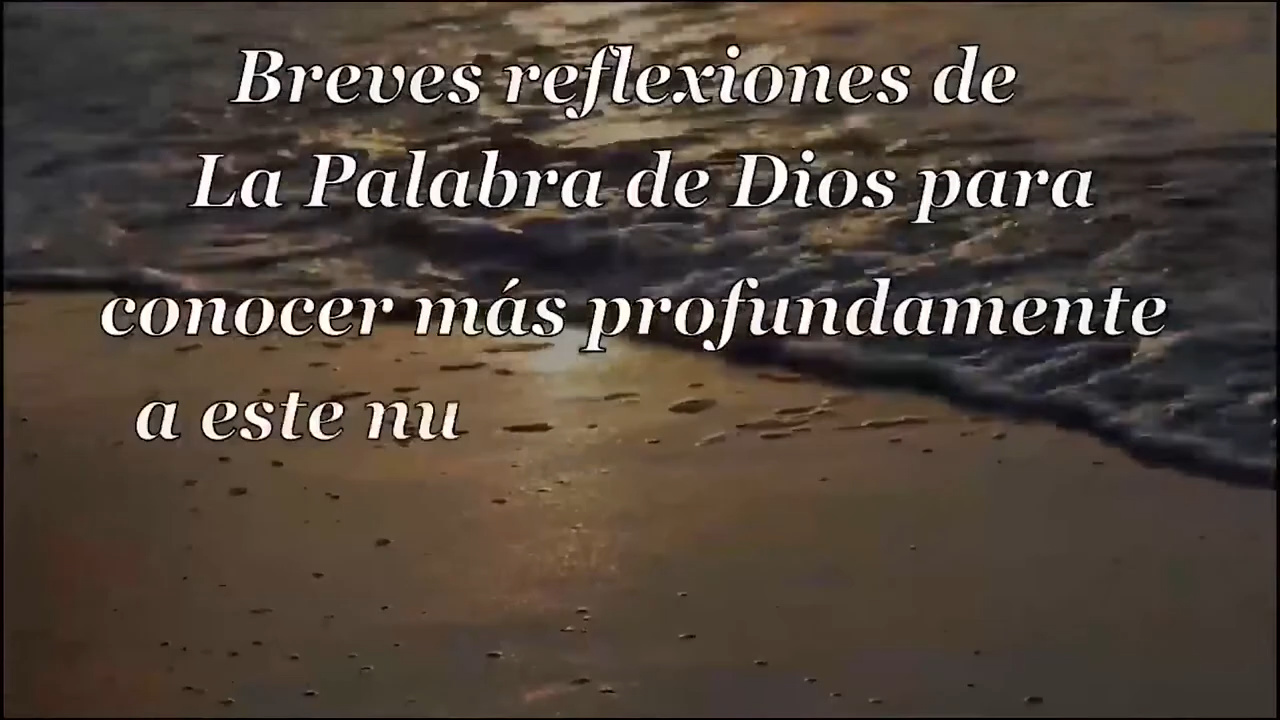 Breves reflexiones de
La Palabra de Dios para
conocer más profundamente
a este nu